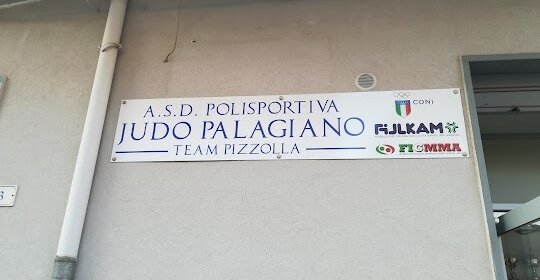 A.S.D. POLISPORTIVA
JUDO PALAGIANO
TEAM PIZZOLLA
CONI
FIJLKAM
FIGMMA